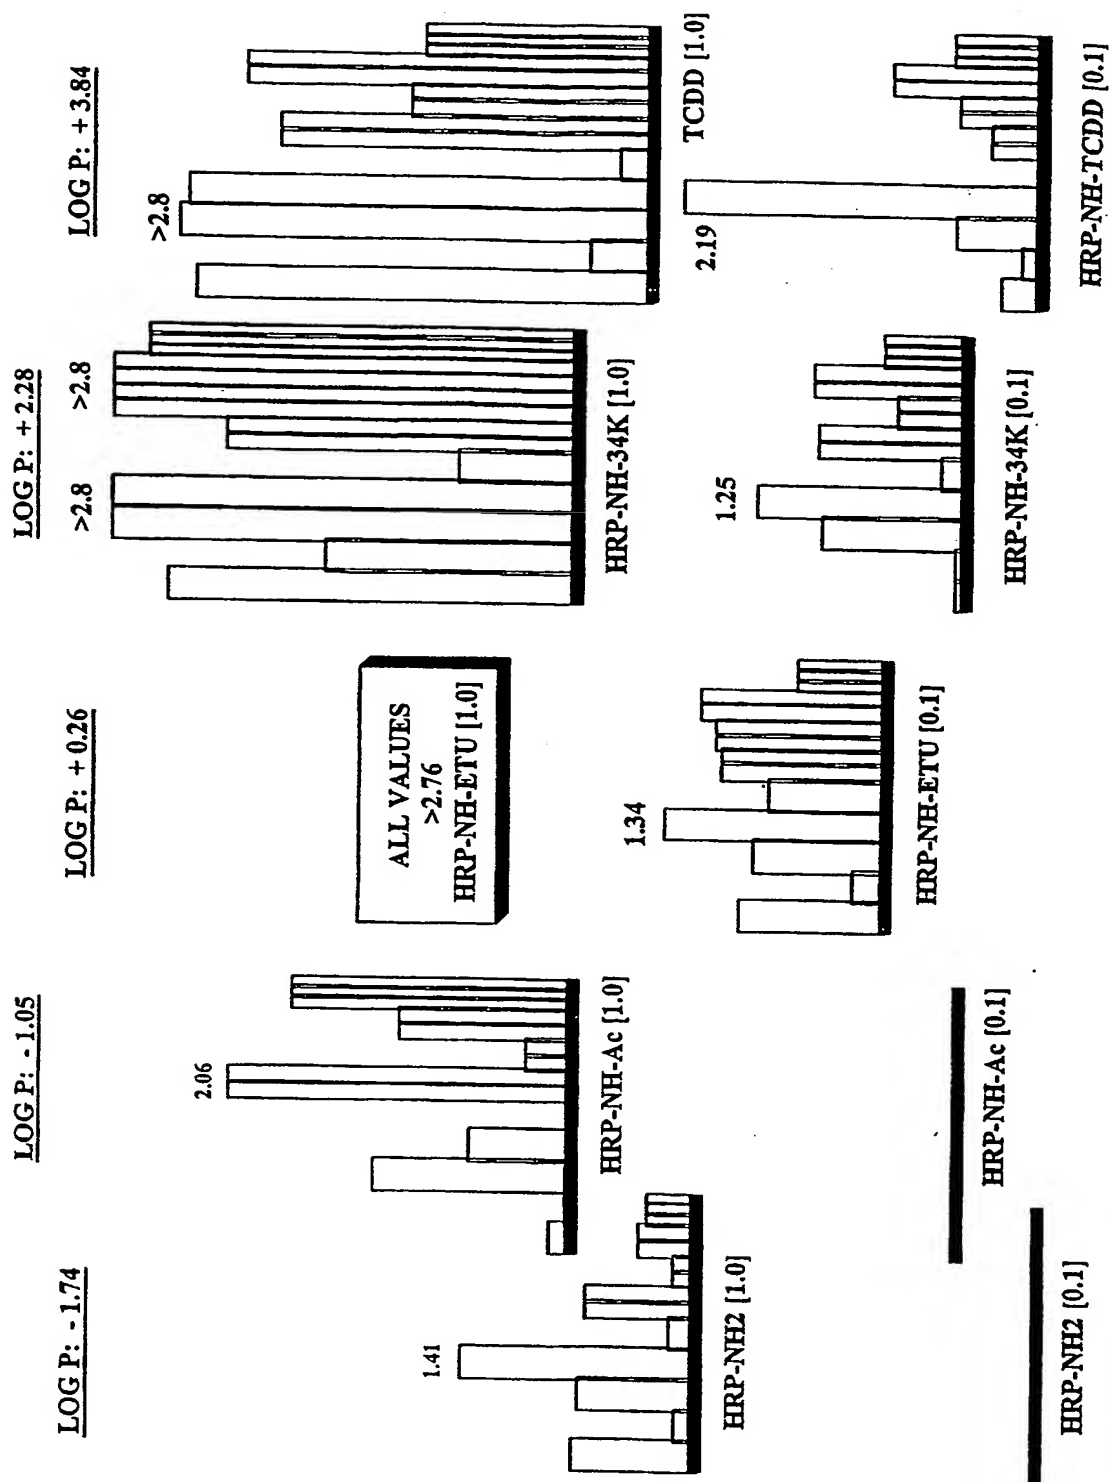 LOG P: - 1.74
LOG P: - 1.05
LOG P: + 0.26
LOG P: + 2.28
LOG P: + 3.84
1.41
HRP-NH2 [1.0]
2.06
HRP-NH-Ac [1.0]
ALL VALUES
>2.76
HRP-NH-ETU [1.0]
>2.8
>2.8
HRP-NH-34K [1.0]
>2.8
TCDD [1.0]
HRP-NH2 [0.1]
HRP-NH-Ac [0.1]
1.34
HRP-NH-ETU [0.1]
1.25
HRP-NH-34K [0.1]
2.19
HRP-NH-TCDD [0.1]